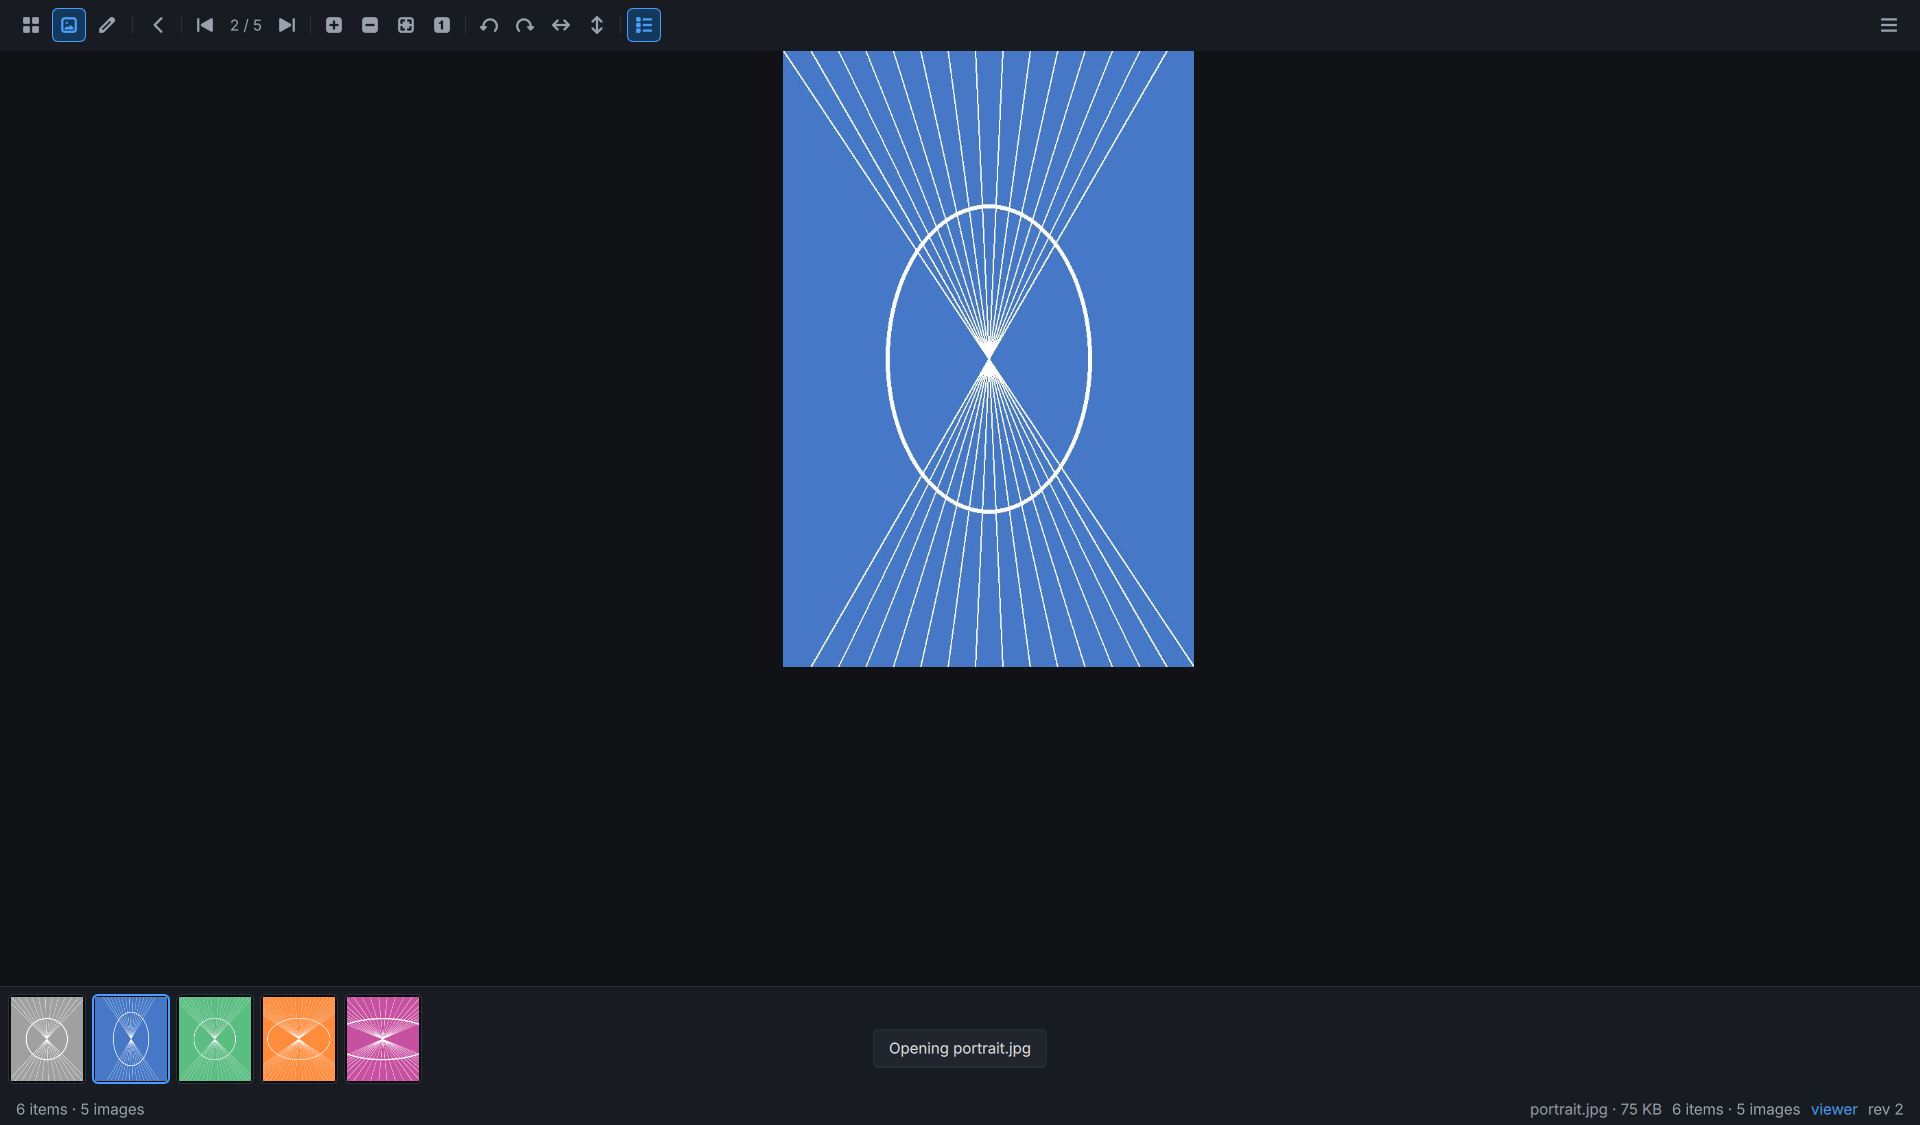 2 / 5
1
Opening portrait.jpg
6 items · 5 images
portrait.jpg · 75 KB 6 items · 5 images viewer rev 2